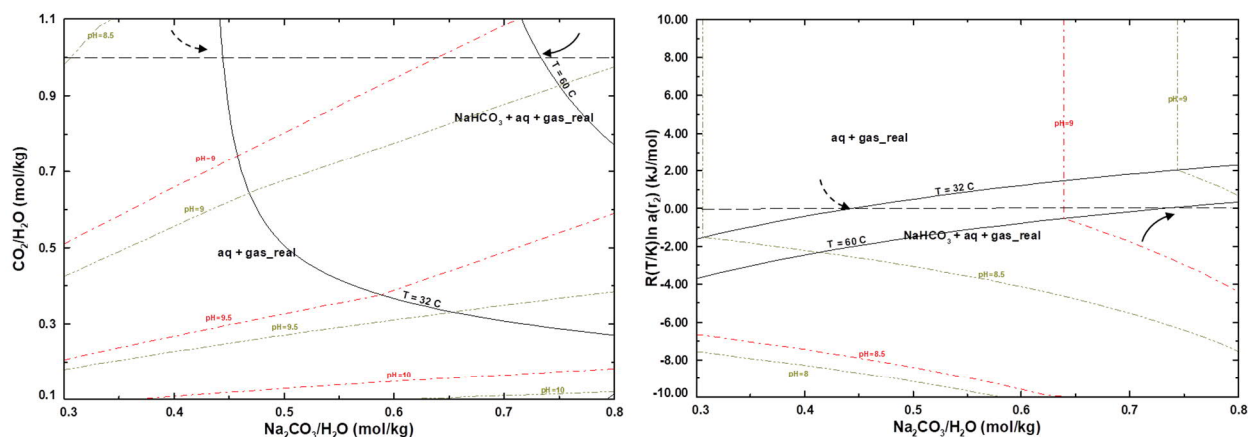 1.1
0.9
0.7
0.5
0.3
0.1
CO₂/H₂O (mol/kg)
pH=8.5
T = 60 C
NaHCO₃ + aq + gas_real
pH=9
pH=9
aq + gas_real
T = 32 C
pH=9.5
pH=9.5
pH=10
pH=10
0.3 0.4 0.5 0.6 0.7 0.8
Na₂CO₃/H₂O (mol/kg)
10.00
8.00
6.00
4.00
2.00
0.00
-2.00
-4.00
-6.00
-8.00
-10.00
R(T/K)ln a(r₂) (kJ/mol)
pH=9
pH=9
aq + gas_real
T = 32 C
T = 60 C
NaHCO₃ + aq + gas_real
pH=8.5
pH=8.5
pH=8
0.3 0.4 0.5 0.6 0.7 0.8
Na₂CO₃/H₂O (mol/kg)